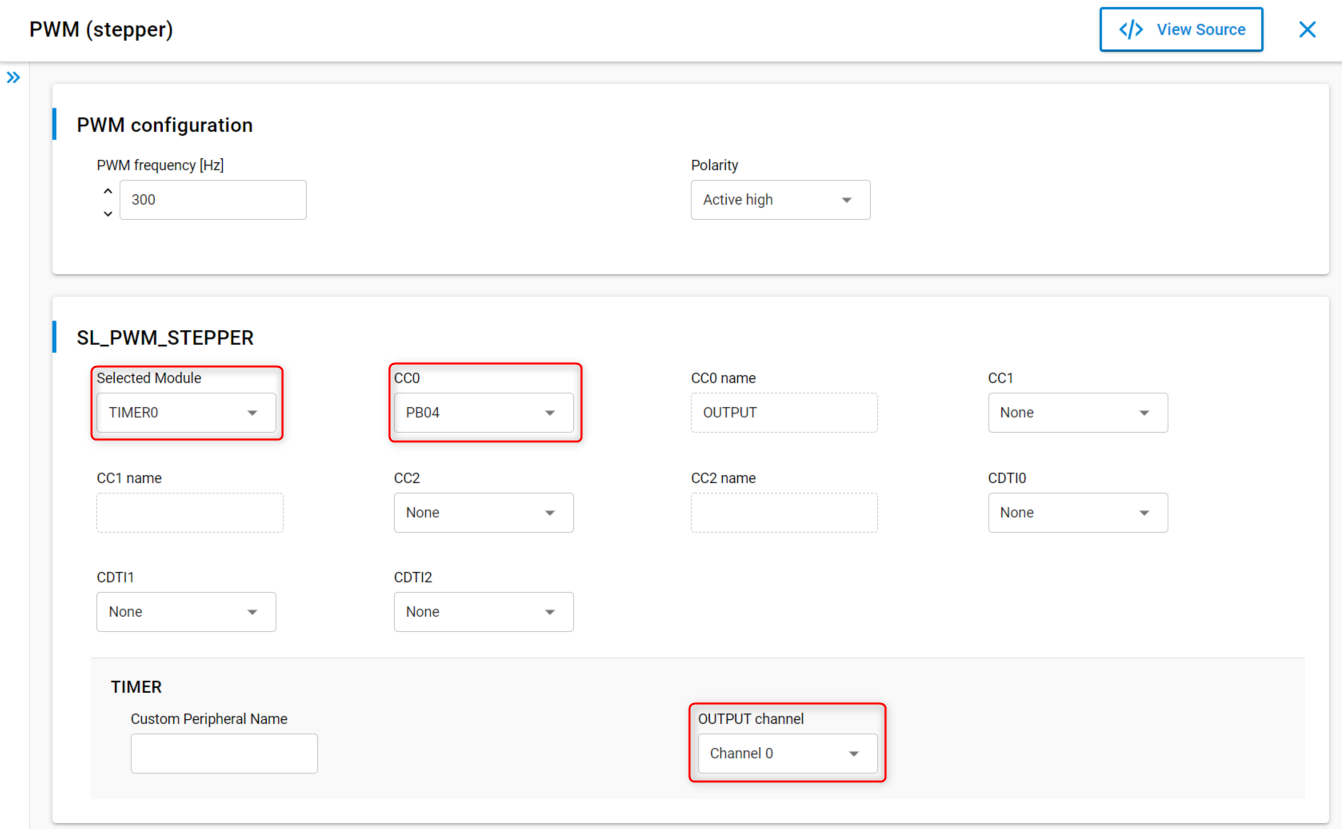 PWM (stepper)
</> View Source
PWM configuration
PWM frequency [Hz]
Polarity
300
Active high
SL_PWM_STEPPER
Selected Module
CC0
CC0 name
CC1
TIMER0
PB04
OUTPUT
None
CC1 name
CC2
CC2 name
CDTI0
None
None
CDTI1
CDTI2
None
None
TIMER
Custom Peripheral Name
OUTPUT channel
Channel 0